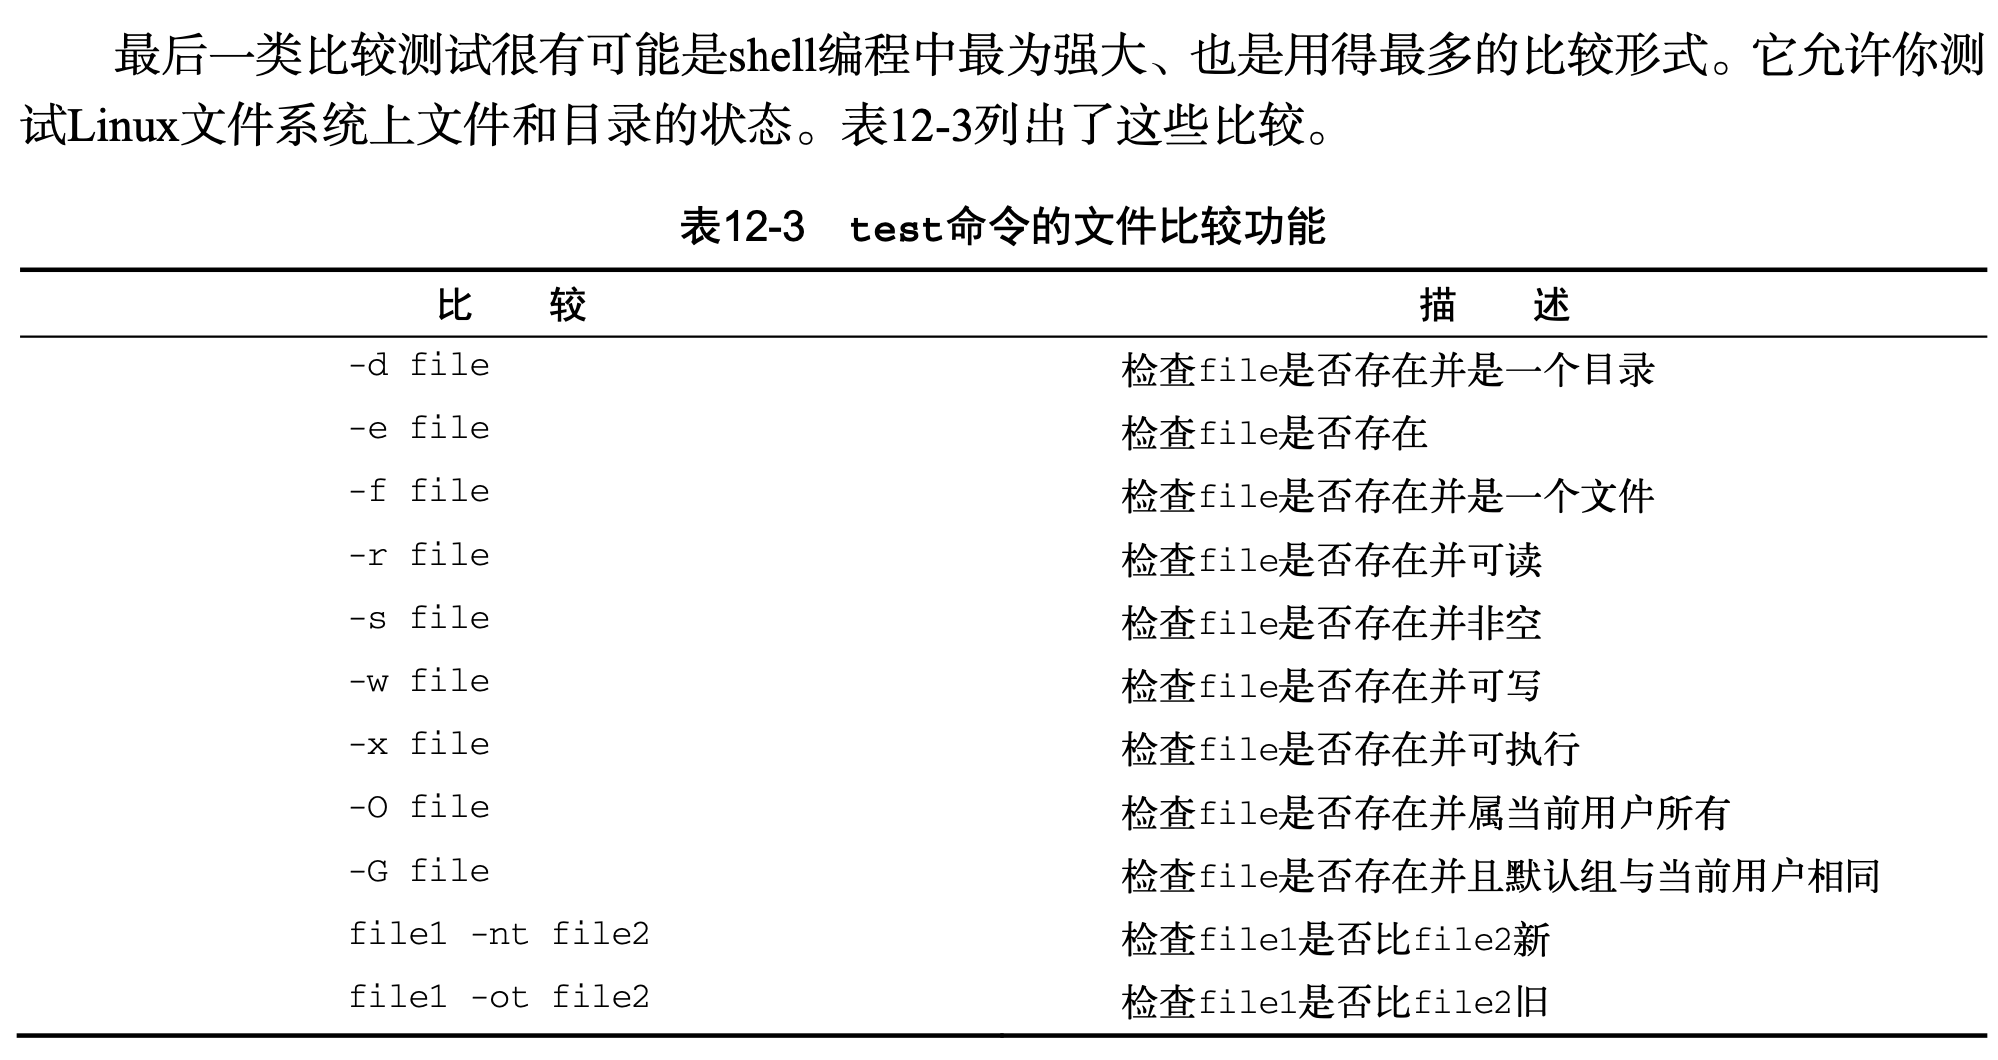 最后一类比较测试很有可能是shell编程中最为强大、也是用得最多的比较形式。它允许你测
试Linux文件系统上文件和目录的状态。表12-3列出了这些比较。
表12-3 test命令的文件比较功能
比 较 描 述
-d file 检查file是否存在并是一个目录
-e file 检查file是否存在
-f file 检查file是否存在并是一个文件
-r file 检查file是否存在并可读
-s file 检查file是否存在并非空
-w file 检查file是否存在并可写
-x file 检查file是否存在并可执行
-O file 检查file是否存在并属当前用户所有
-G file 检查file是否存在并且默认组与当前用户相同
file1 -nt file2 检查file1是否比file2新
file1 -ot file2 检查file1是否比file2旧